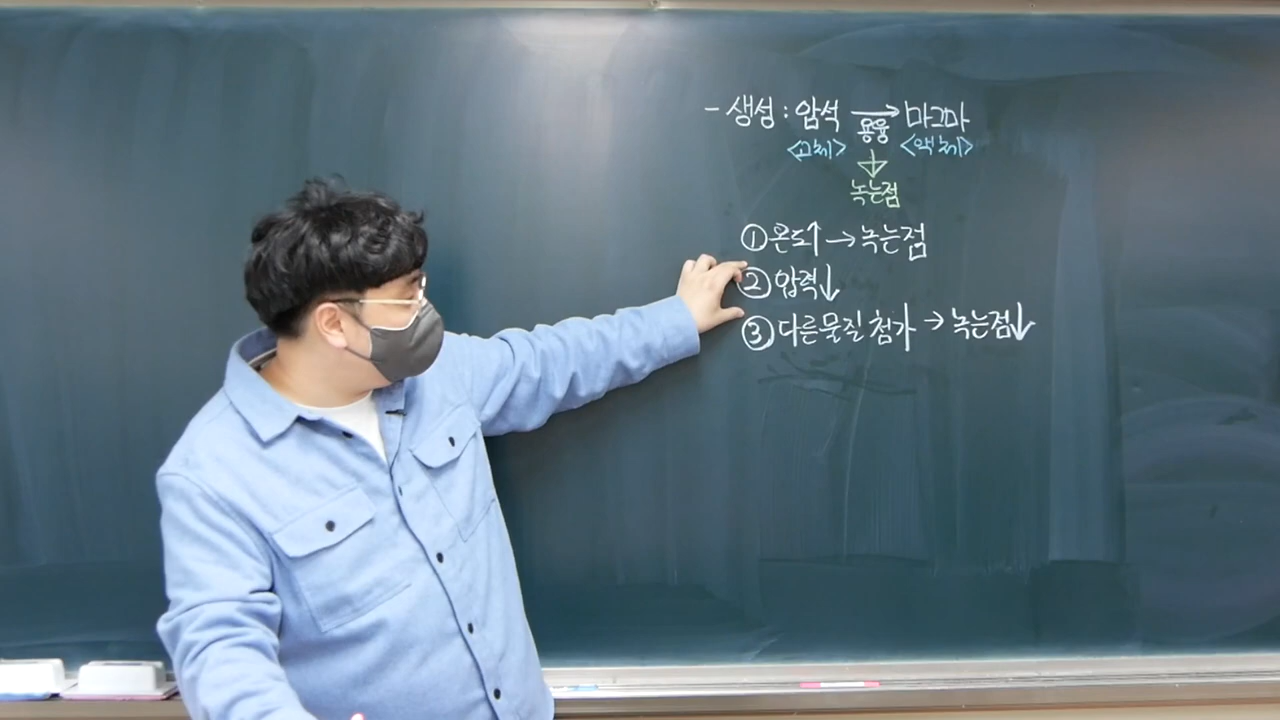 - 생성 : 암석 → 마그마
용융
<고체> <액체>
녹는점
① 온도↑ → 녹는점
② 압력↓
③ 다른 물질 첨가 → 녹는점↓